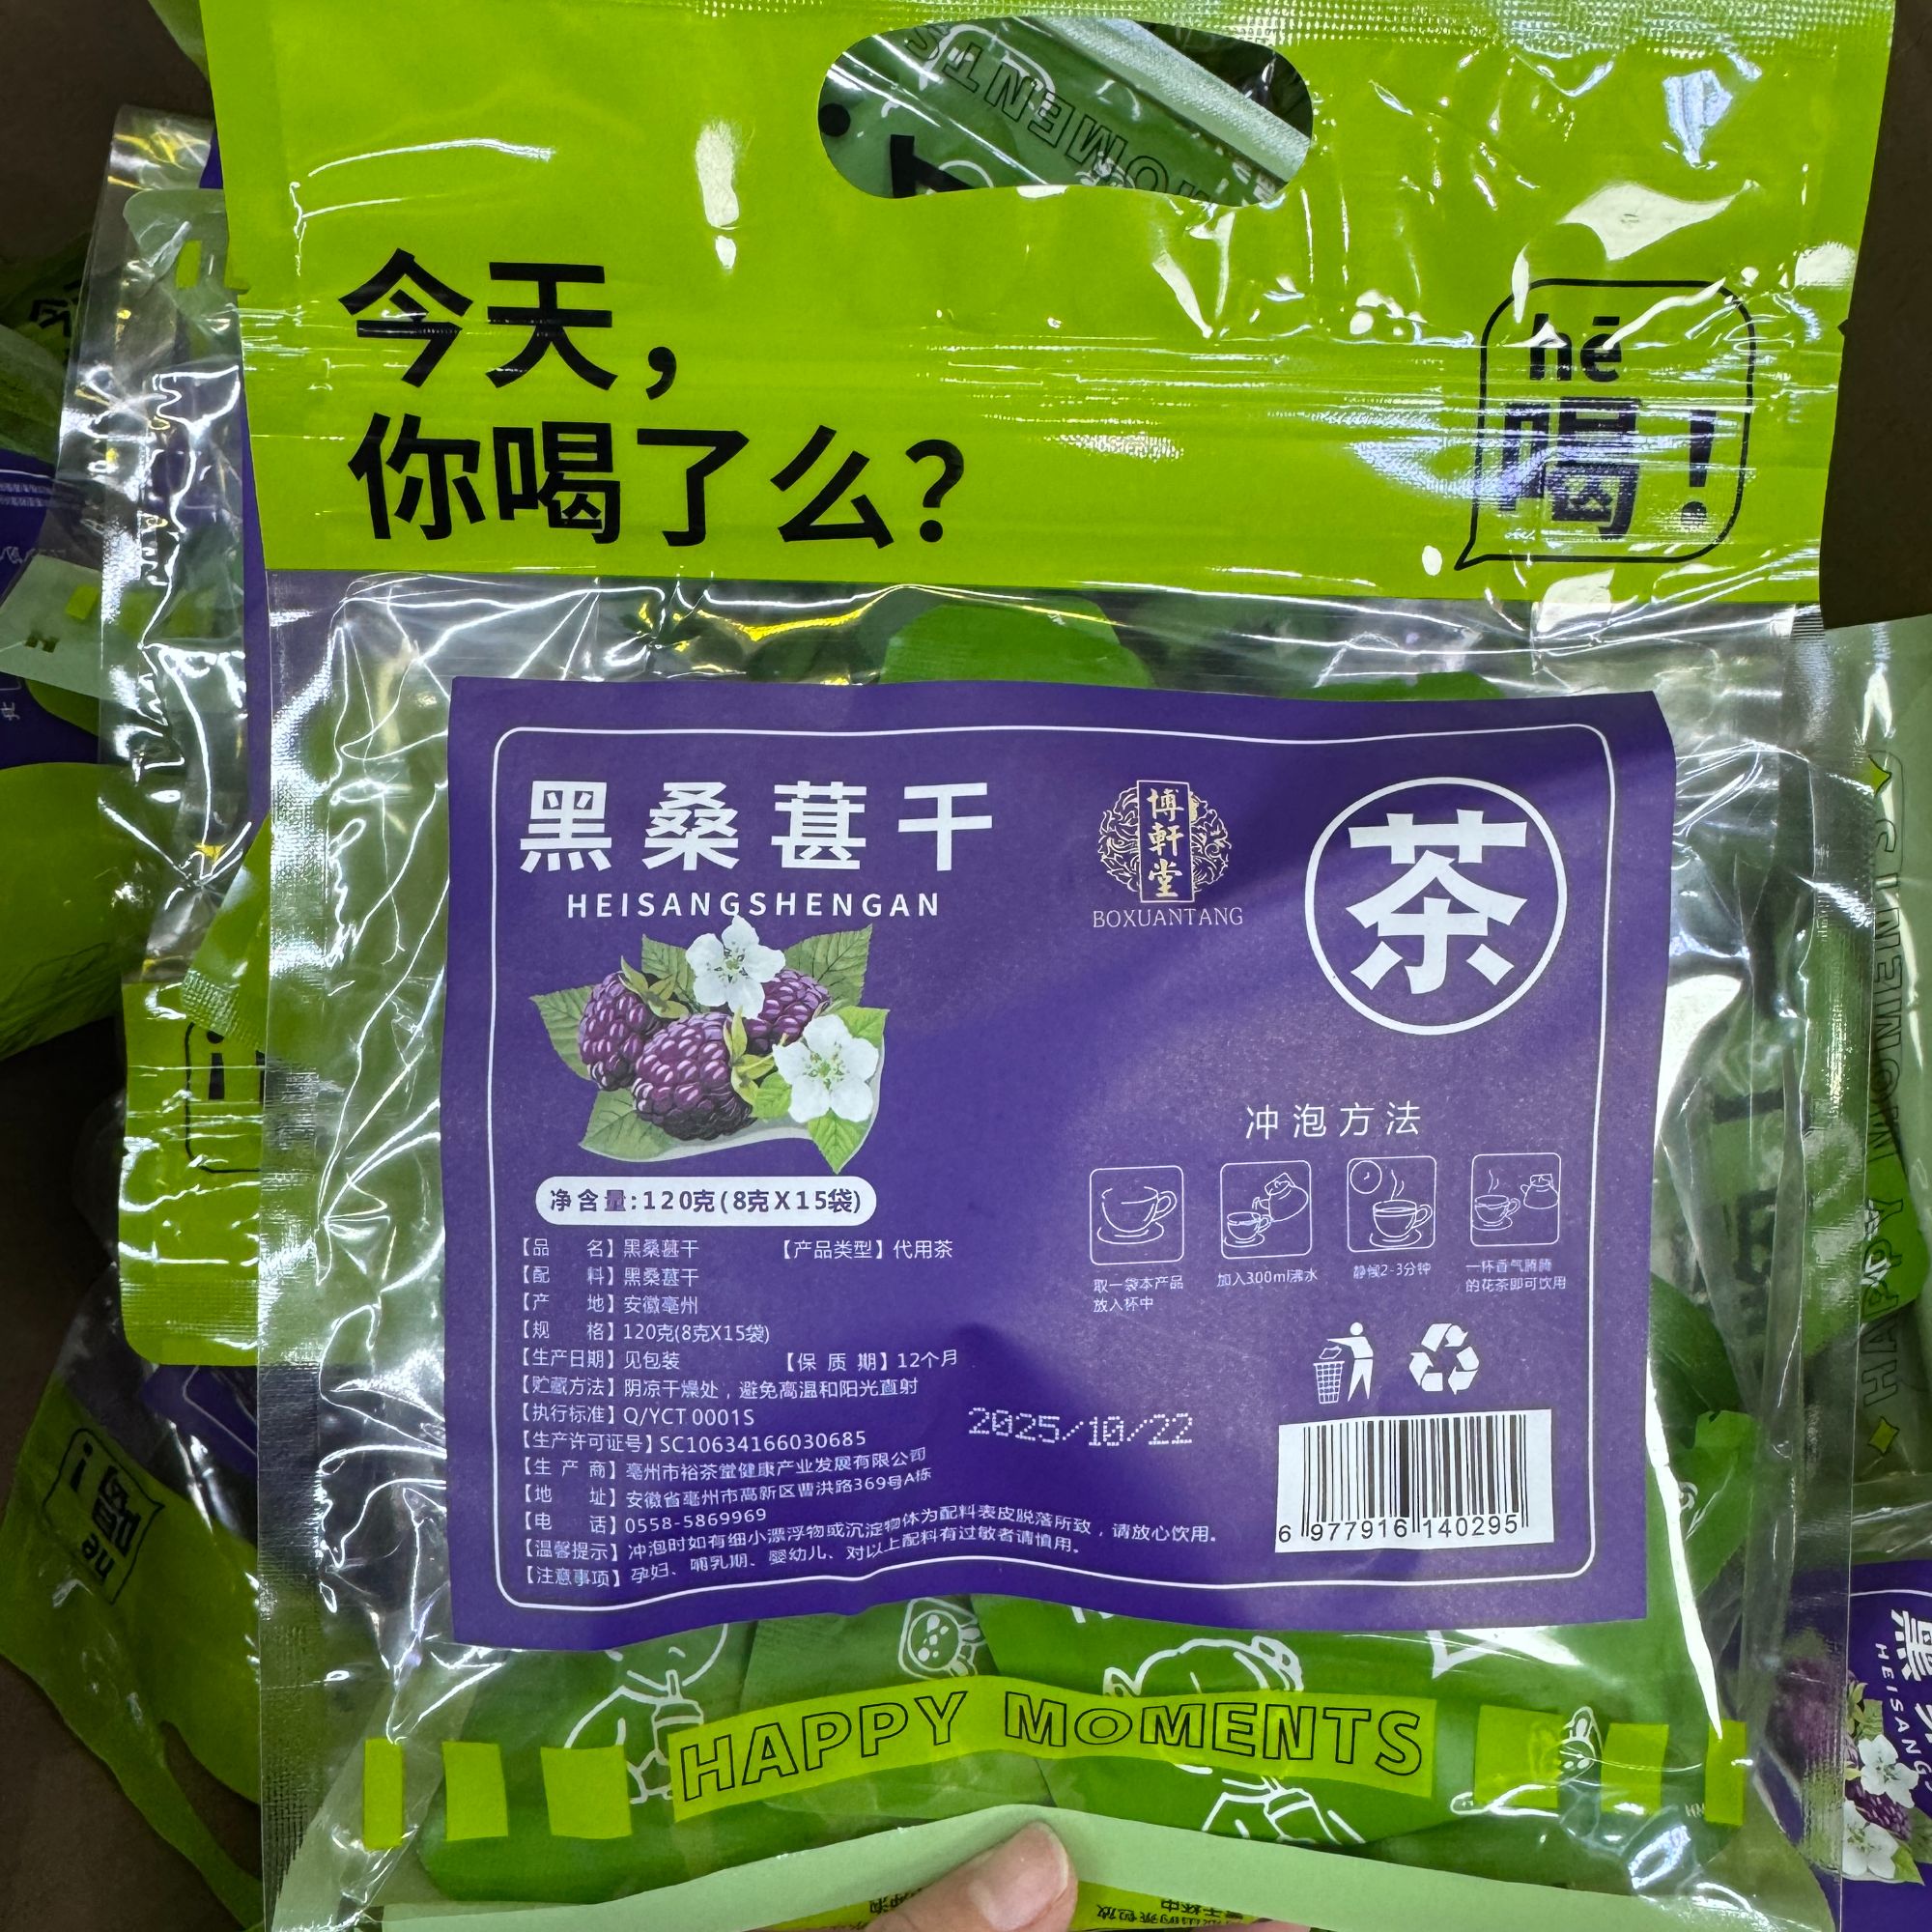 今天，
你喝了么？
hē
喝！
黑桑葚干
HEISANGSHENGAN
博軒堂
BOXUANTANG
茶
冲泡方法
取一袋本产品
放入杯中
加入300ml沸水
静候2-3分钟
一杯香气腾腾
的花茶即可饮用
净含量:120克(8克X15袋)
【品 名】黑桑葚干 【产品类型】代用茶
【配 料】黑桑葚干
【产 地】安徽亳州
【规 格】120克(8克X15袋)
【生产日期】见包装 【保 质 期】12个月
【贮藏方法】阴凉干燥处，避免高温和阳光直射
【执行标准】Q/YCT 0001S
【生产许可证号】SC10634166030685
【生 产 商】亳州市裕茶堂健康产业发展有限公司
【地 址】安徽省亳州市高新区曹洪路369号A栋
【电 话】0558-5869969
【温馨提示】冲泡时如有细小漂浮物或沉淀物体为配料表皮脱落所致，请放心饮用。
【注意事项】孕妇、哺乳期、婴幼儿、对以上配料有过敏者请慎用。
2025/10/22
6 977916 140295
HAPPY MOMENTS